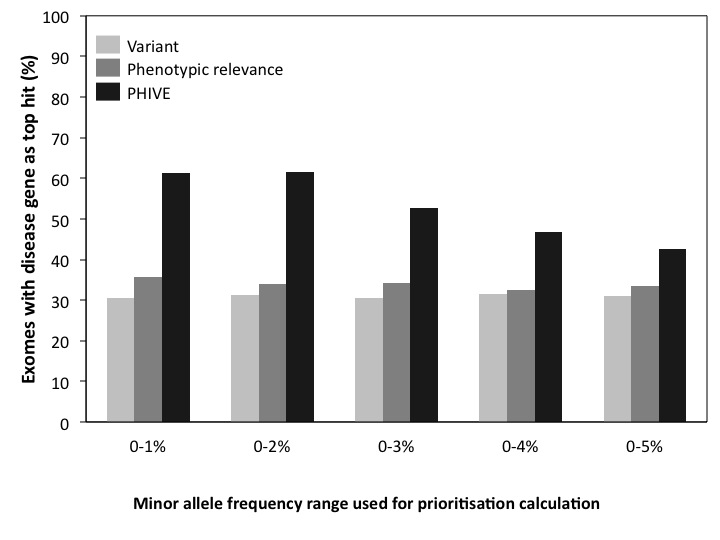 Exomes with disease gene as top hit (%)
100
90
80
70
60
50
40
30
20
10
0
Variant
Phenotypic relevance
PHIVE
0-1% 0-2% 0-3% 0-4% 0-5%
Minor allele frequency range used for prioritisation calculation